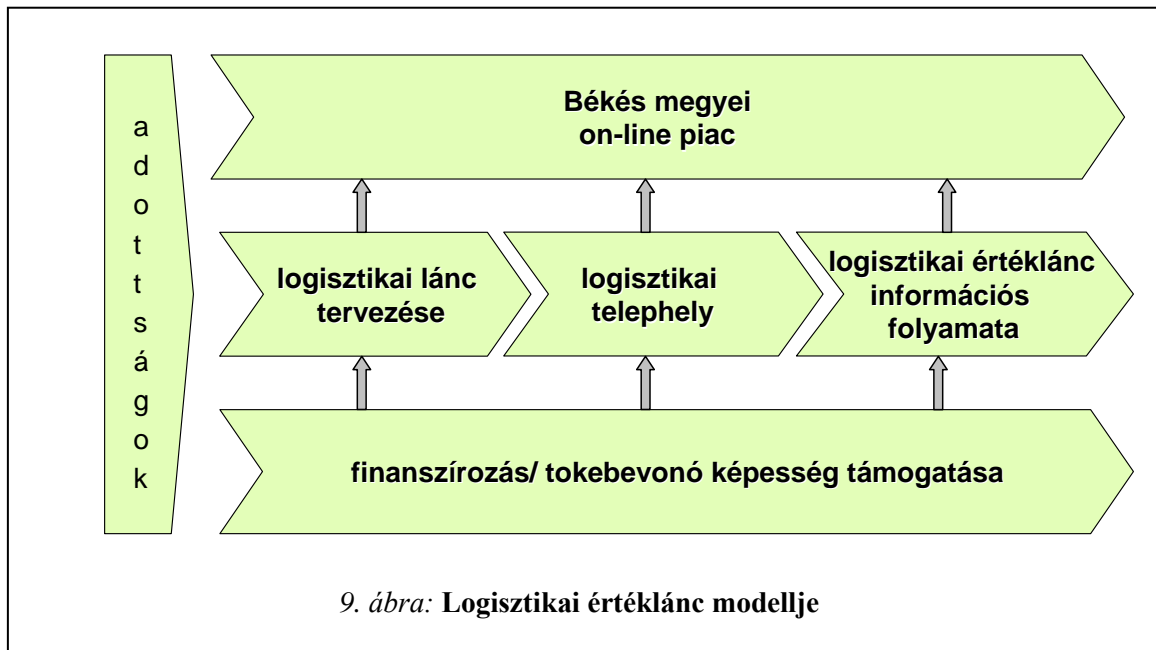 adottságok
Békés megyei
on-line piac
logisztikai lánc
tervezése
logisztikai
telephely
logisztikai értéklánc
információs
folyamata
finanszírozás/ tokebevonó képesség támogatása
9. ábra: Logisztikai értéklánc modellje